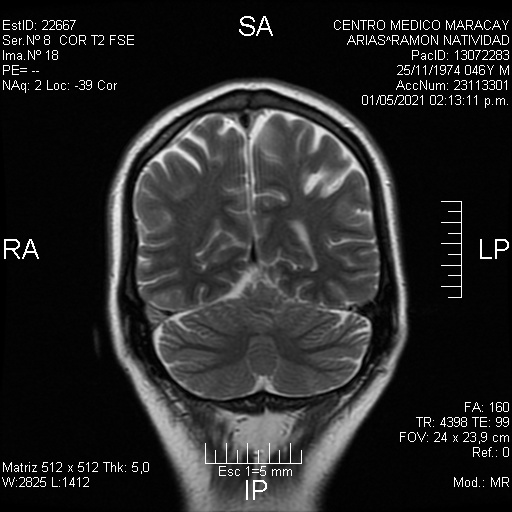 EstID: 22667
Ser.Nº 8 COR T2 FSE
Ima.Nº 18
PE= --
NAq: 2 Loc: -39 Cor
SA
CENTRO MEDICO MARACAY
ARIAS^RAMON NATIVIDAD
PacID: 13072283
25/11/1974 046Y M
AccNum: 23113301
01/05/2021 02:13:11 p.m.
RA
LP
FA: 160
TR: 4398 TE: 99
FOV: 24 x 23,9 cm
Ref.: 0
Matriz 512 x 512 Thk: 5,0
W:2825 L:1412
Esc 1=5 mm
IP
Mod.: MR